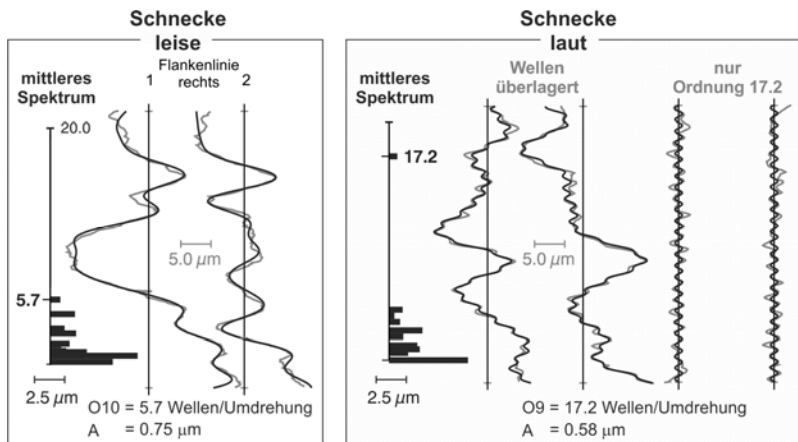 Schnecke
leise
mittleres
Spektrum
Flankenlinie
1 rechts 2
20.0
5.0 µm
5.7
2.5 µm
O10 = 5.7 Wellen/Umdrehung
A = 0.75 µm
Schnecke
laut
mittleres
Spektrum
Wellen
überlagert
nur
Ordnung 17.2
17.2
5.0 µm
2.5 µm
O9 = 17.2 Wellen/Umdrehung
A = 0.58 µm